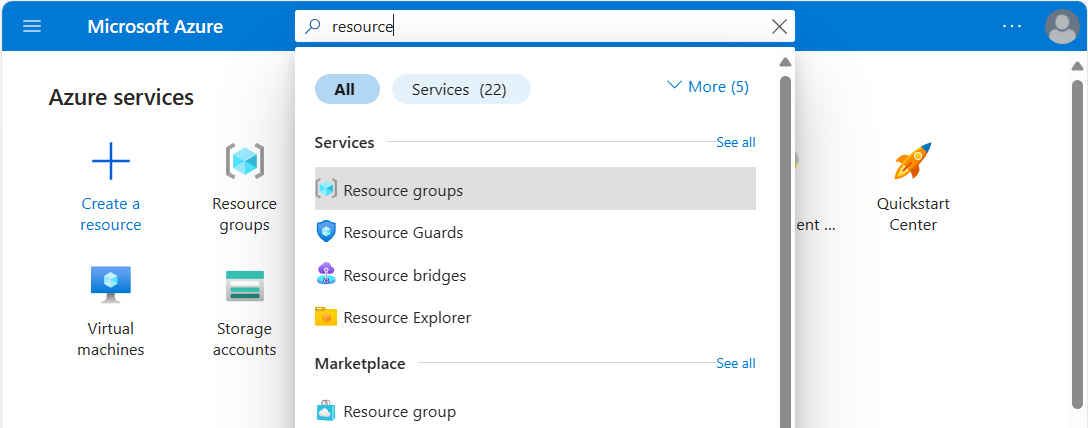 Microsoft Azure
resource
...
All
Services (22)
More (5)
Azure services
Services
See all
Create a
resource
Resource
groups
Resource groups
Resource Guards
Resource bridges
Resource Explorer
ent ...
Quickstart
Center
Virtual
machines
Storage
accounts
Marketplace
See all
Resource group